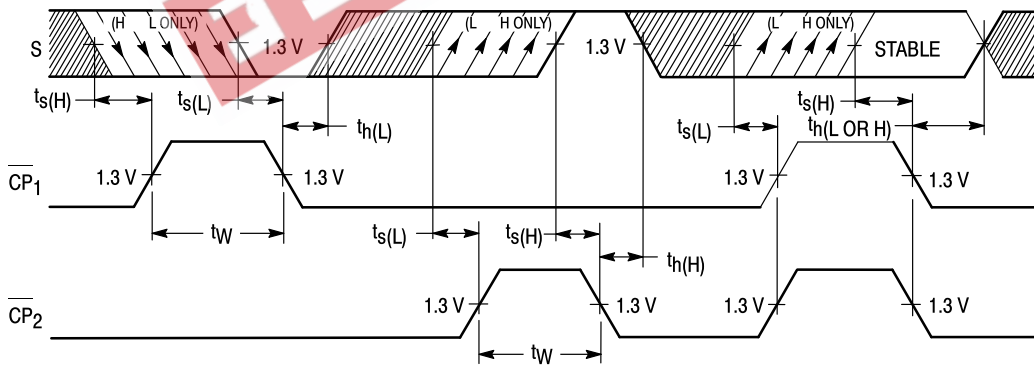 (H L ONLY)
(L H ONLY)
(L H ONLY)
S
1.3 V
1.3 V
STABLE
ts(H)
ts(L)
th(L)
ts(L)
ts(H)
th(L OR H)
CP1
1.3 V
1.3 V
1.3 V
1.3 V
tW
ts(L)
ts(H)
th(H)
CP2
1.3 V
1.3 V
1.3 V
1.3 V
tW